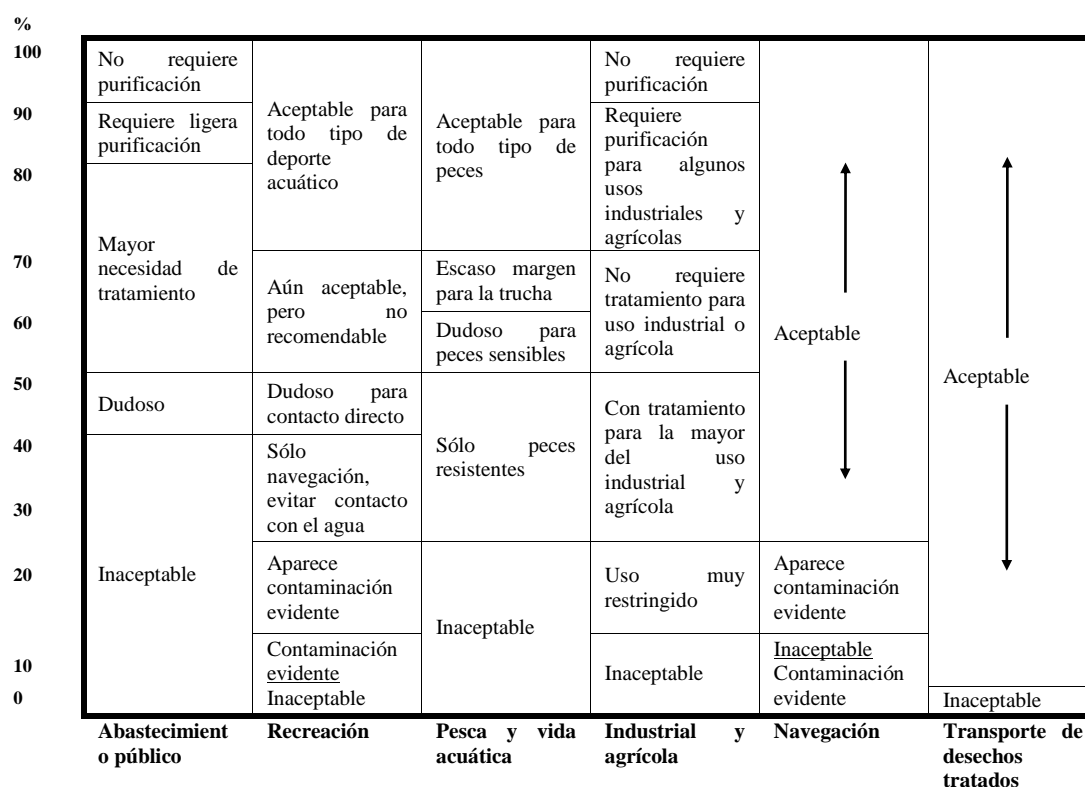 %
100
90
80
70
60
50
40
30
20
10
0
No requiere
purificación
Requiere ligera
purificación
Mayor
necesidad de
tratamiento
Dudoso
Inaceptable
Abastecimient
o público
Aceptable para
todo tipo de
deporte
acuático
Aún aceptable,
pero no
recomendable
Dudoso para
contacto directo
Sólo
navegación,
evitar contacto
con el agua
Aparece
contaminación
evidente
Contaminación
evidente
Inaceptable
Recreación
Aceptable para
todo tipo de
peces
Escaso margen
para la trucha
Dudoso para
peces sensibles
Sólo peces
resistentes
Inaceptable
Pesca y vida
acuática
No requiere
purificación
Requiere
purificación
para algunos
usos
industriales y
agrícolas
No requiere
tratamiento para
uso industrial o
agrícola
Con tratamiento
para la mayor
del uso
industrial y
agrícola
Uso muy
restringido
Inaceptable
Industrial y
agrícola
Aceptable
Aparece
contaminación
evidente
Inaceptable
Contaminación
evidente
Navegación
Aceptable
Inaceptable
Transporte de
desechos
tratados